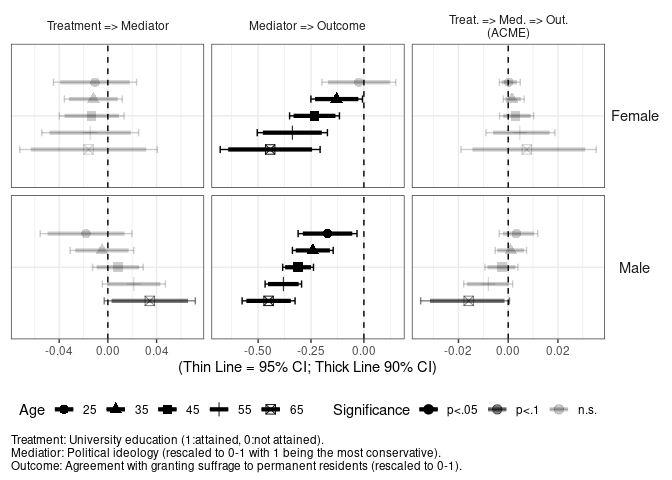 Treatment => Mediator
Mediator => Outcome
Treat. => Med. => Out.
(ACME)
Female
Male
-0.04 0.00 0.04
-0.50 -0.25 0.00
-0.02 0.00 0.02
(Thin Line = 95% CI; Thick Line 90% CI)
Age 25 35 45 55 65 Significance p<.05 p<.1 n.s.
Treatment: University education (1:attained, 0:not attained).
Mediatior: Political ideology (rescaled to 0-1 with 1 being the most conservative).
Outcome: Agreement with granting suffrage to permanent residents (rescaled to 0-1).